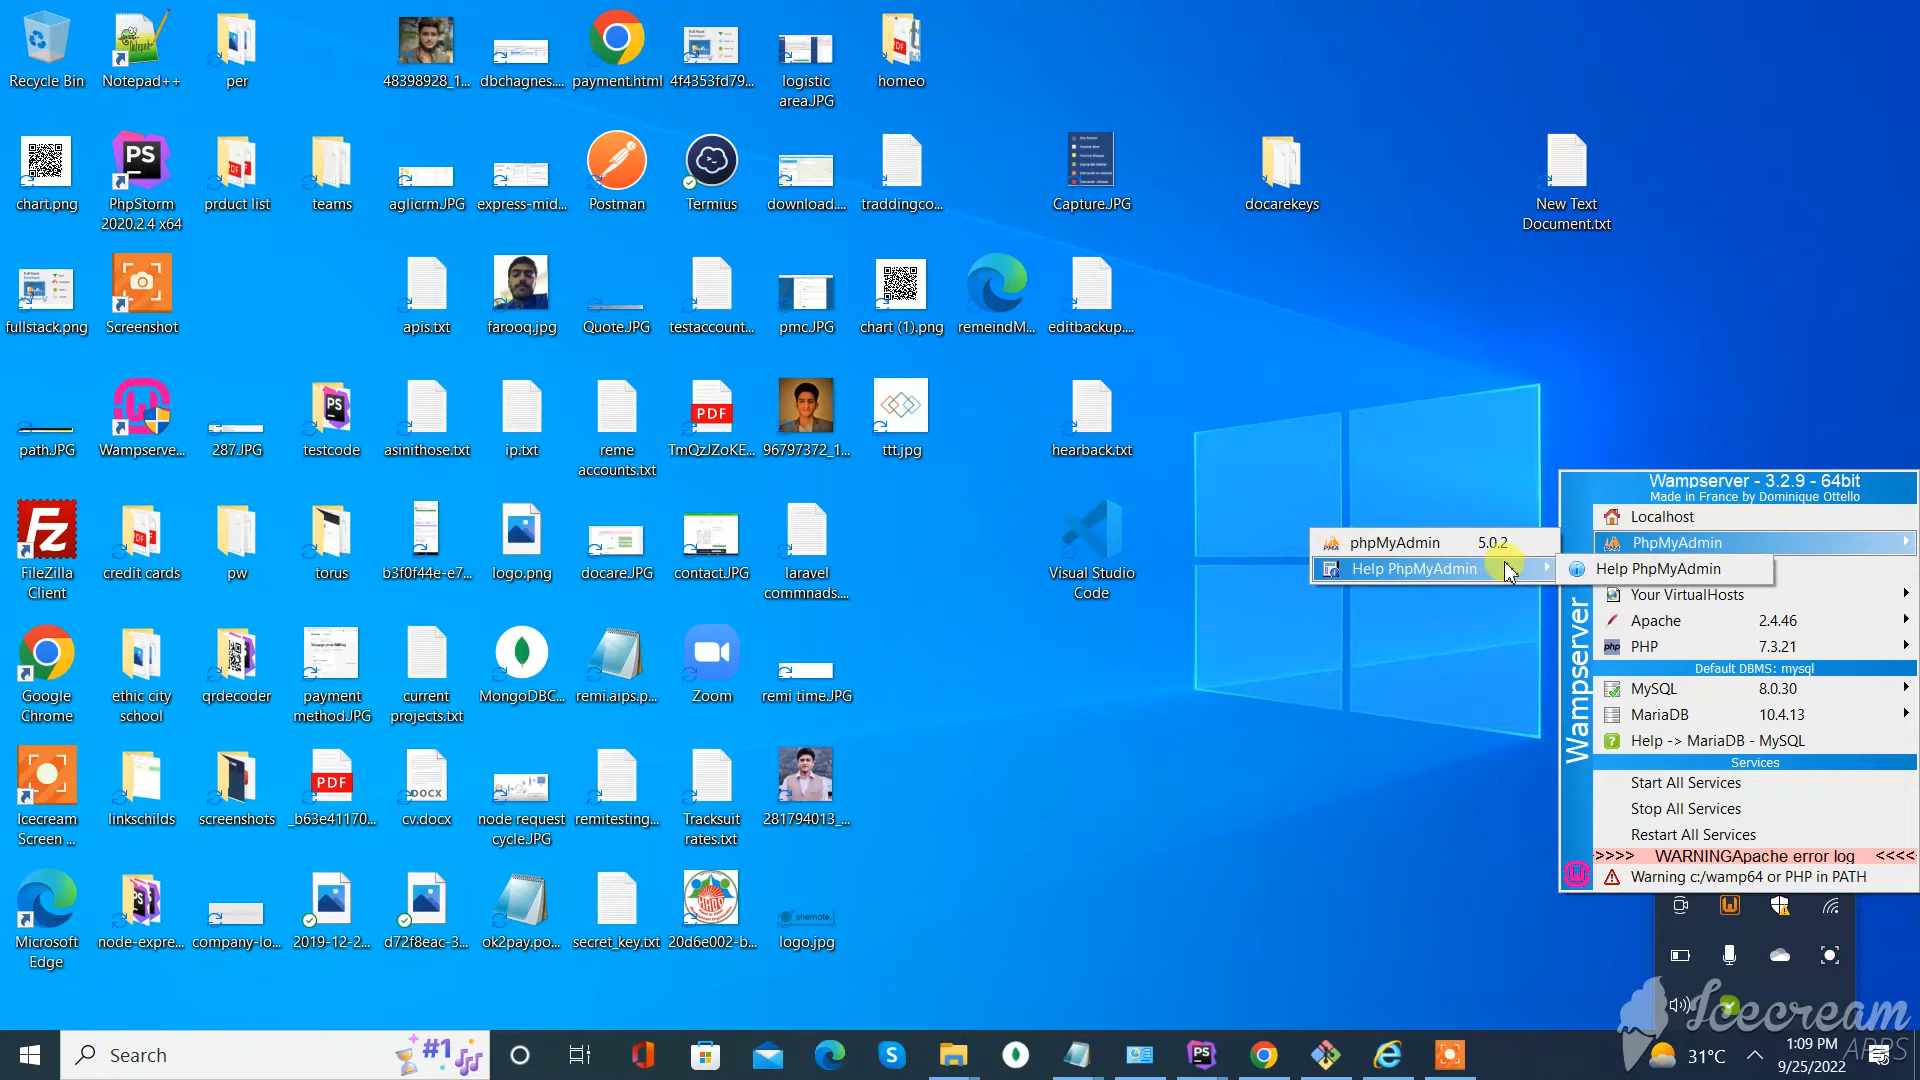 Recycle Bin
Notepad++
per
48398928_1...
dbchagnes....
payment.html
4f4353fd79...
logistic
area.JPG
homeo
chart.png
PhpStorm
2020.2.4 x64
prduct list
teams
aglicrm.JPG
express-mid...
Postman
Termius
download....
traddingco...
Capture.JPG
docarekeys
New Text
Document.txt
fullstack.png
Screenshot
apis.txt
farooq.jpg
Quote.JPG
testaccount...
pmc.JPG
chart (1).png
remeindM...
editbackup....
path.JPG
Wampserve...
287.JPG
testcode
asinithose.txt
ip.txt
reme
accounts.txt
PDF
TmQzJZoKE...
96797372_1...
ttt.jpg
hearback.txt
FileZilla
Client
credit cards
pw
torus
b3f0f44e-e7...
logo.png
docare.JPG
contact.JPG
laravel
commnads....
Visual Studio
Code
Google
Chrome
ethic city
school
qrdecoder
payment
method.JPG
current
projects.txt
MongoDBC...
remi.aips.p...
Zoom
remi time.JPG
Icecream
Screen ...
linkschilds
screenshots
PDF
_b63e41170...
DOCX
cv.docx
node request
cycle.JPG
remitesting...
Tracksuit
rates.txt
281794013_...
Microsoft
Edge
node-expre...
company-lo...
2019-12-2...
d72f8eac-3...
ok2pay.po...
secret_key.txt
20d6e002-b...
logo.jpg
Wampserver - 3.2.9 - 64bit
Made in France by Dominique Ottello
Localhost
PhpMyAdmin
phpMyAdmin 5.0.2
Help PhpMyAdmin
Help PhpMyAdmin
Your VirtualHosts
Apache 2.4.46
PHP 7.3.21
Default DBMS: mysql
MySQL 8.0.30
MariaDB 10.4.13
Help -> MariaDB - MySQL
Services
Start All Services
Stop All Services
Restart All Services
>>>> WARNINGApache error log <<<<
Warning c:/wamp64 or PHP in PATH
Wampserver
Icecream
APPS
Search
#1
31°C
1:09 PM
9/25/2022